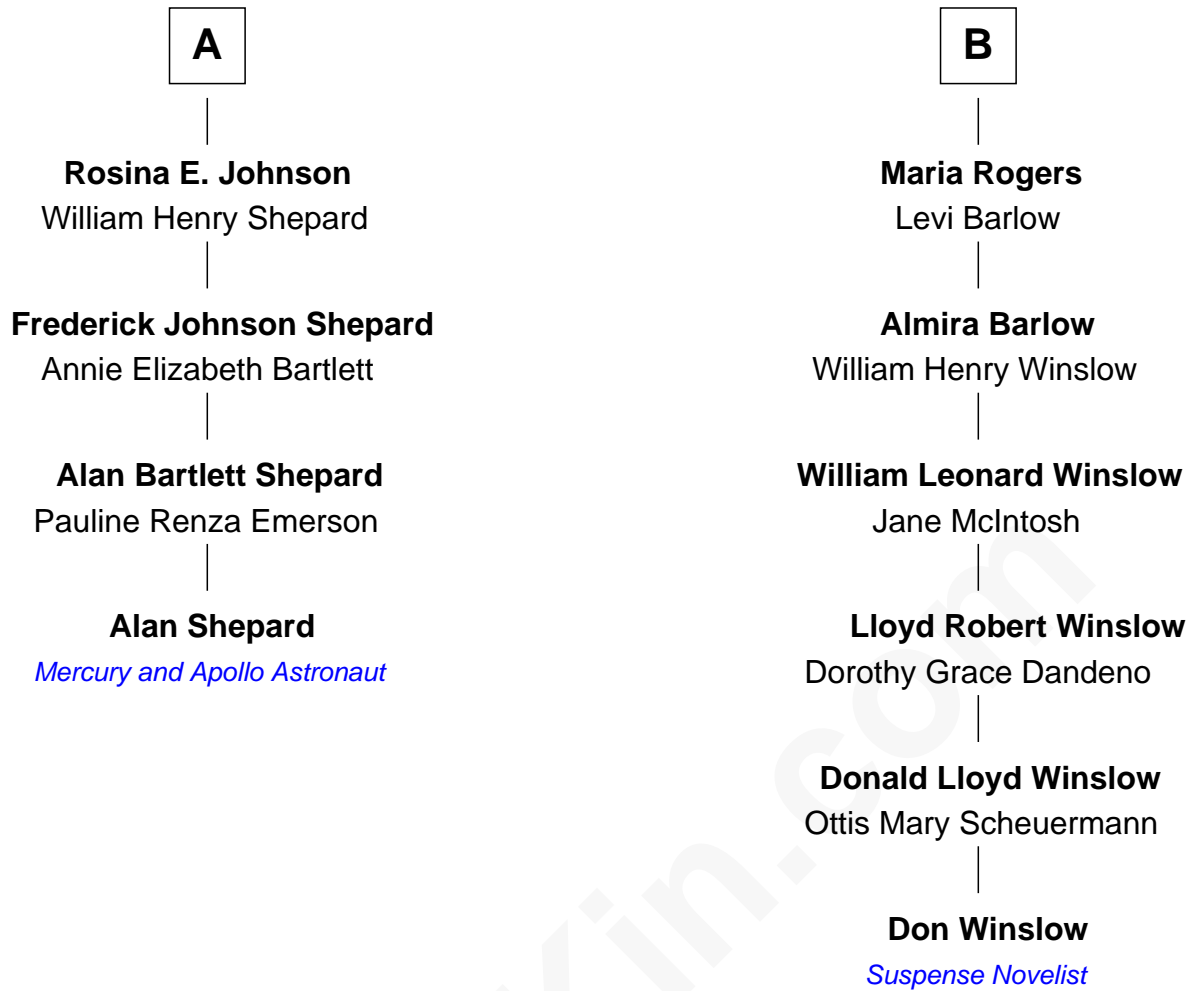 A
Rosina E. Johnson
William Henry Shepard
Frederick Johnson Shepard
Annie Elizabeth Bartlett
Alan Bartlett Shepard
Pauline Renza Emerson
Alan Shepard
Mercury and Apollo Astronaut
B
Maria Rogers
Levi Barlow
Almira Barlow
William Henry Winslow
William Leonard Winslow
Jane McIntosh
Lloyd Robert Winslow
Dorothy Grace Dandeno
Donald Lloyd Winslow
Ottis Mary Scheuermann
Don Winslow
Suspense Novelist
in.com